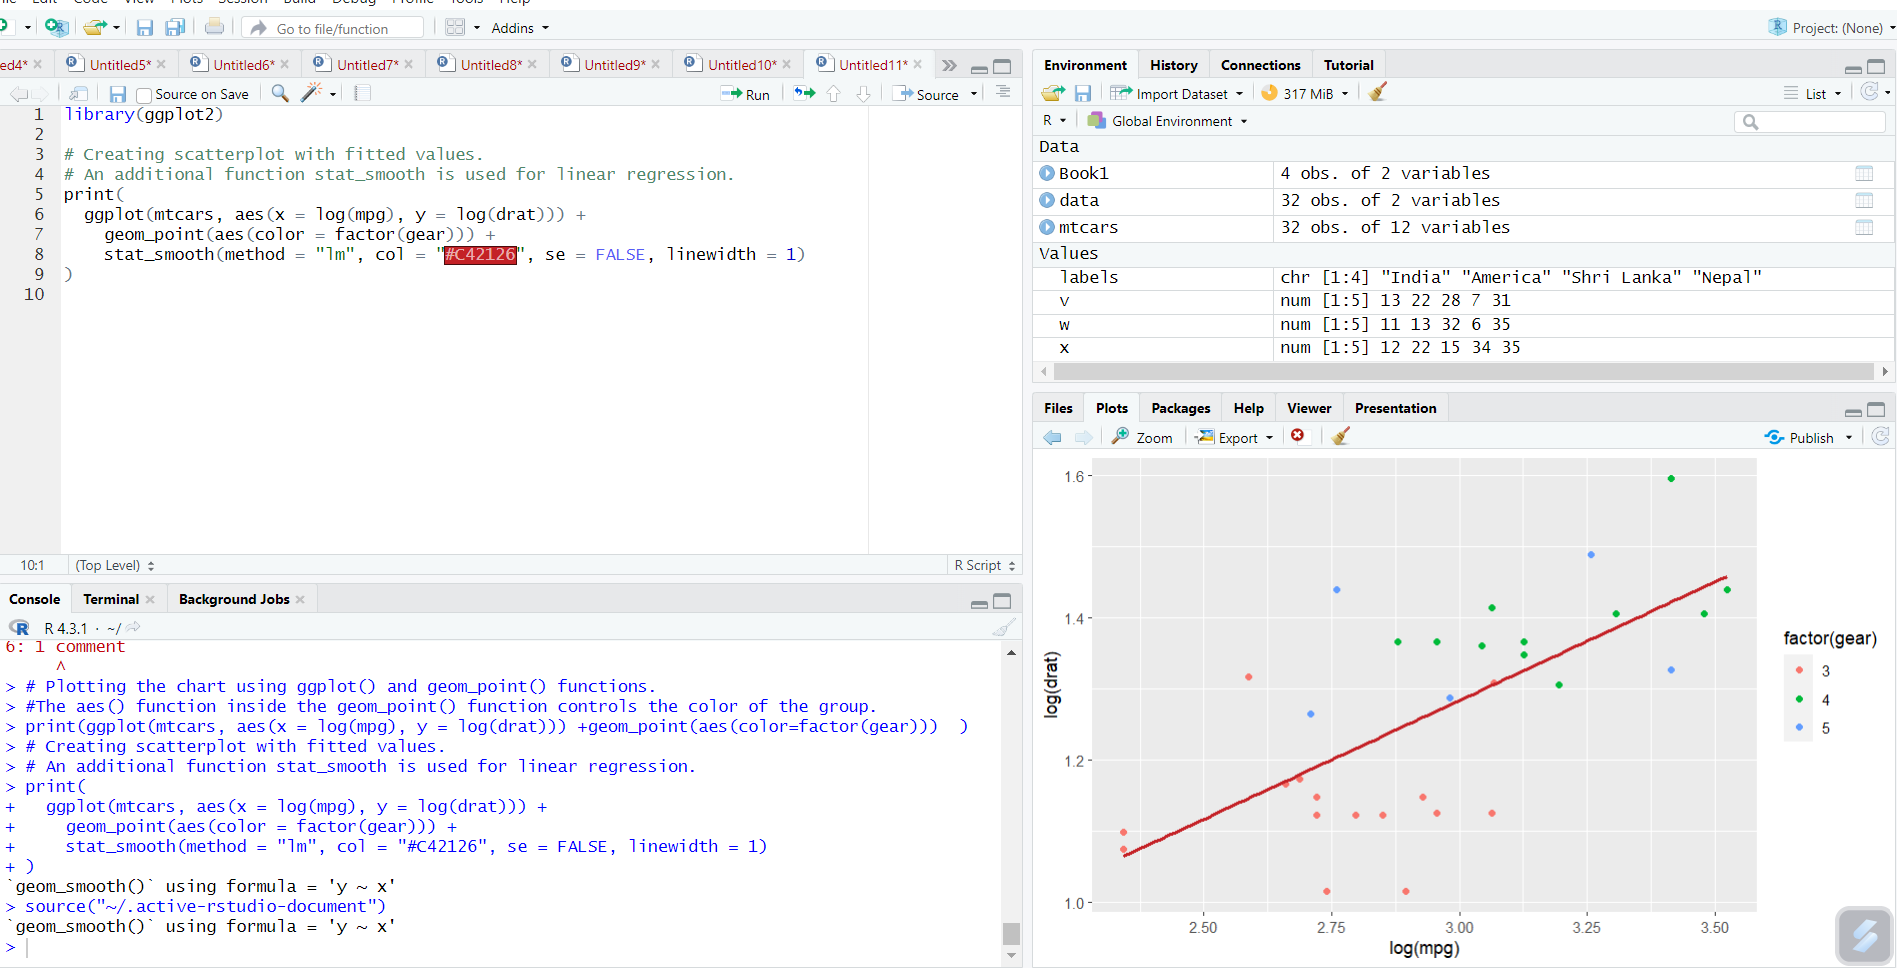 Edit Code View Plots Session Build Debug Profile Tools Help
Go to file/function Addins Project: (None)
ed4* Untitled5* Untitled6* Untitled7* Untitled8* Untitled9* Untitled10* Untitled11*
Source on Save Run Source
1 library(ggplot2)
2
3 # Creating scatterplot with fitted values.
4 # An additional function stat_smooth is used for linear regression.
5 print(
6 ggplot(mtcars, aes(x = log(mpg), y = log(drat))) +
7 geom_point(aes(color = factor(gear))) +
8 stat_smooth(method = "lm", col = "#C42126", se = FALSE, linewidth = 1)
9 )
10
10:1 (Top Level) R Script
Console Terminal Background Jobs
R 4.3.1 · ~/
6: 1 comment
^
> # Plotting the chart using ggplot() and geom_point() functions.
> #The aes() function inside the geom_point() function controls the color of the group.
> print(ggplot(mtcars, aes(x = log(mpg), y = log(drat))) +geom_point(aes(color=factor(gear))) )
> # Creating scatterplot with fitted values.
> # An additional function stat_smooth is used for linear regression.
> print(
+ ggplot(mtcars, aes(x = log(mpg), y = log(drat))) +
+ geom_point(aes(color = factor(gear))) +
+ stat_smooth(method = "lm", col = "#C42126", se = FALSE, linewidth = 1)
+ )
`geom_smooth()` using formula = 'y ~ x'
> source("~/.active-rstudio-document")
`geom_smooth()` using formula = 'y ~ x'
>
Environment History Connections Tutorial
Import Dataset 317 MiB List
R Global Environment
Data
Book1 4 obs. of 2 variables
data 32 obs. of 2 variables
mtcars 32 obs. of 12 variables
Values
labels chr [1:4] "India" "America" "Shri Lanka" "Nepal"
v num [1:5] 13 22 28 7 31
w num [1:5] 11 13 32 6 35
x num [1:5] 12 22 15 34 35
Files Plots Packages Help Viewer Presentation
Zoom Export Publish
1.6
1.4
1.2
1.0
log(drat)
2.50 2.75 3.00 3.25 3.50
log(mpg)
factor(gear)
3
4
5